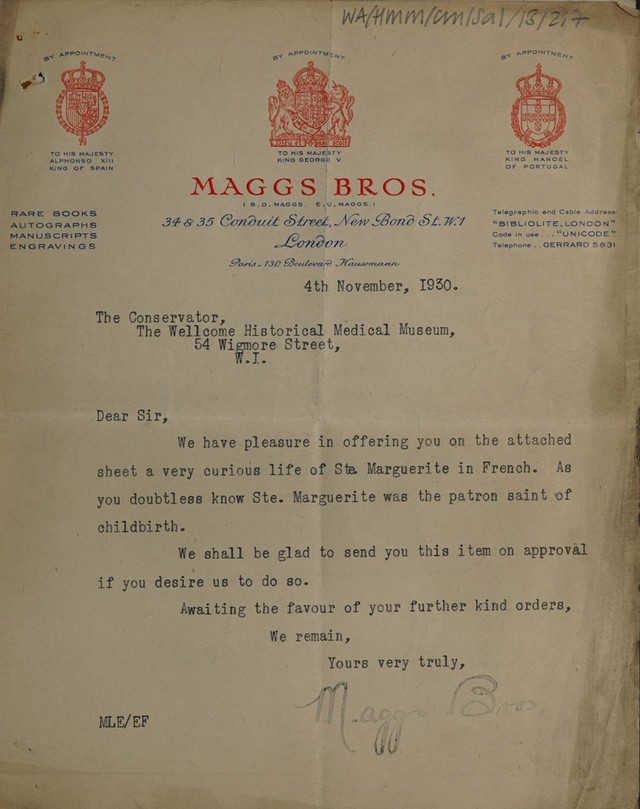 WA/HMM/CM/Sal/13/217
BY APPOINTMENT
TO HIS MAJESTY
ALPHONSO XIII
KING OF SPAIN
BY APPOINTMENT
DIEU ET MON DROIT
TO HIS MAJESTY
KING GEORGE V
BY APPOINTMENT
TO HIS MAJESTY
KING MANOEL
OF PORTUGAL
MAGGS BROS.
( B. D. MAGGS. E. U. MAGGS. )
RARE BOOKS
AUTOGRAPHS
MANUSCRIPTS
ENGRAVINGS
34 & 35 Conduit Street, New Bond St. W.1
London
Paris - 130 Boulevard Haussmann
Telegraphic and Cable Address
"BIBLIOLITE, LONDON"
Code in use ... "UNICODE"
Telephone .. GERRARD 5831
4th November, 1930.
The Conservator,
The Wellcome Historical Medical Museum,
54 Wigmore Street,
W.I.
Dear Sir,
We have pleasure in offering you on the attached
sheet a very curious life of Ste. Marguerite in French. As
you doubtless know Ste. Marguerite was the patron saint of
childbirth.
We shall be glad to send you this item on approval
if you desire us to do so.
Awaiting the favour of your further kind orders,
We remain,
Yours very truly,
Maggs Bros.
MLE/EF